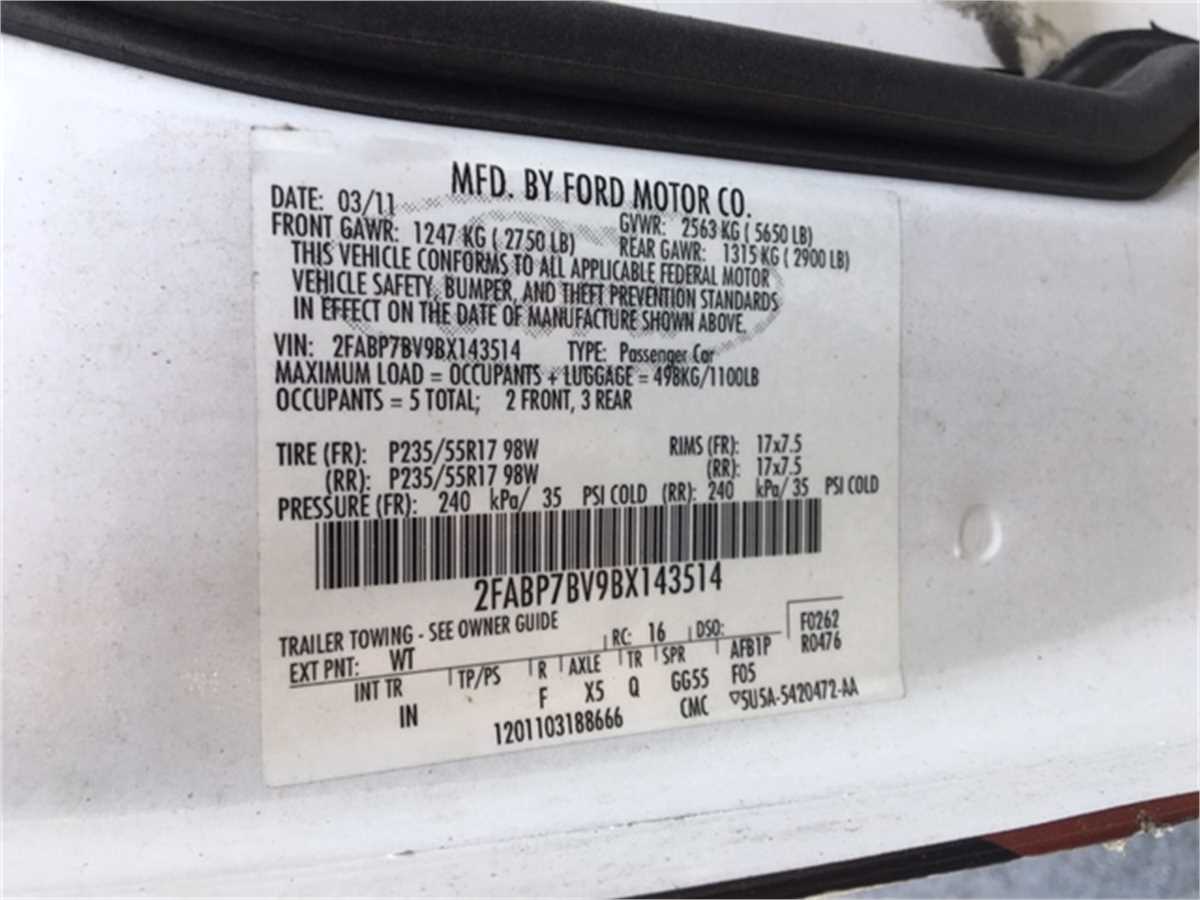 MFD. BY FORD MOTOR CO.
DATE: 03/11 GVWR: 2563 KG ( 5650 LB)
FRONT GAWR: 1247 KG ( 2750 LB) REAR GAWR: 1315 KG ( 2900 LB)
THIS VEHICLE CONFORMS TO ALL APPLICABLE FEDERAL MOTOR
VEHICLE SAFETY, BUMPER, AND THEFT PREVENTION STANDARDS
IN EFFECT ON THE DATE OF MANUFACTURE SHOWN ABOVE.
VIN: 2FABP7BV9BX143514 TYPE: Passenger Car
MAXIMUM LOAD = OCCUPANTS + LUGGAGE = 498KG/1100LB
OCCUPANTS = 5 TOTAL; 2 FRONT, 3 REAR
TIRE (FR): P235/55R17 98W RIMS (FR): 17x7.5
(RR): P235/55R17 98W (RR): 17x7.5
PRESSURE (FR): 240 kPa/ 35 PSI COLD (RR): 240 kPa/ 35 PSI COLD
2FABP7BV9BX143514
TRAILER TOWING - SEE OWNER GUIDE
EXT PNT: WT RC: 16 DSO: F0262
R0476
INT TR TP/PS R AXLE TR SPR AFB1P
IN F X5 Q GG55 F05
1201103188666 CMC ▽5U5A-5420472-AA